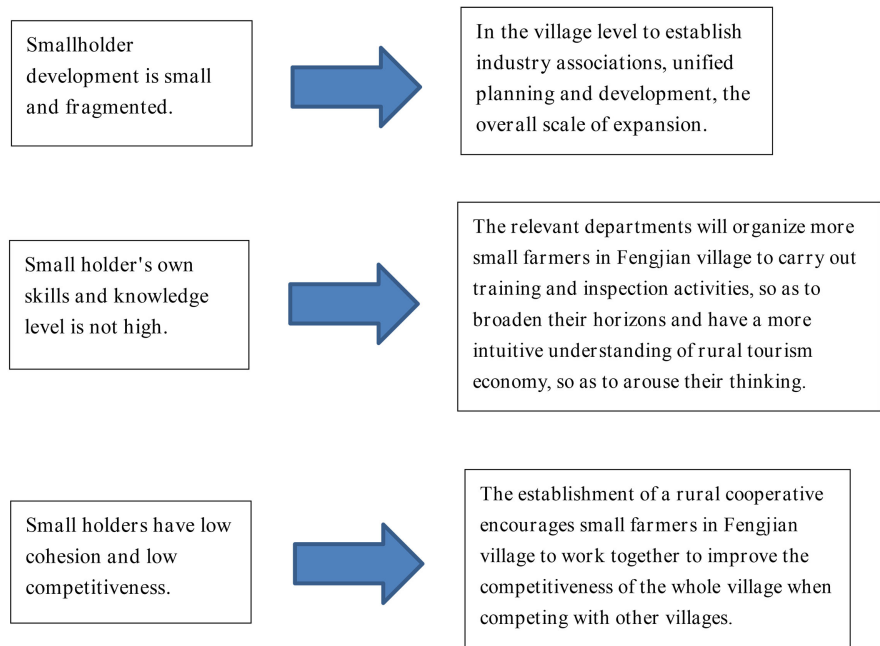 Smallholder
development is small
and fragmented.
In the village level to establish
industry associations, unified
planning and development, the
overall scale of expansion.
Small holder's own
skills and knowledge
level is not high.
The relevant departments will organize more
small farmers in Fengjian village to carry out
training and inspection activities, so as to
broaden their horizons and have a more
intuitive understanding of rural tourism
economy, so as to arouse their thinking.
Small holders have low
cohesion and low
competitiveness.
The establishment of a rural cooperative
encourages small farmers in Fengjian
village to work together to improve the
competitiveness of the whole village when
competing with other villages.